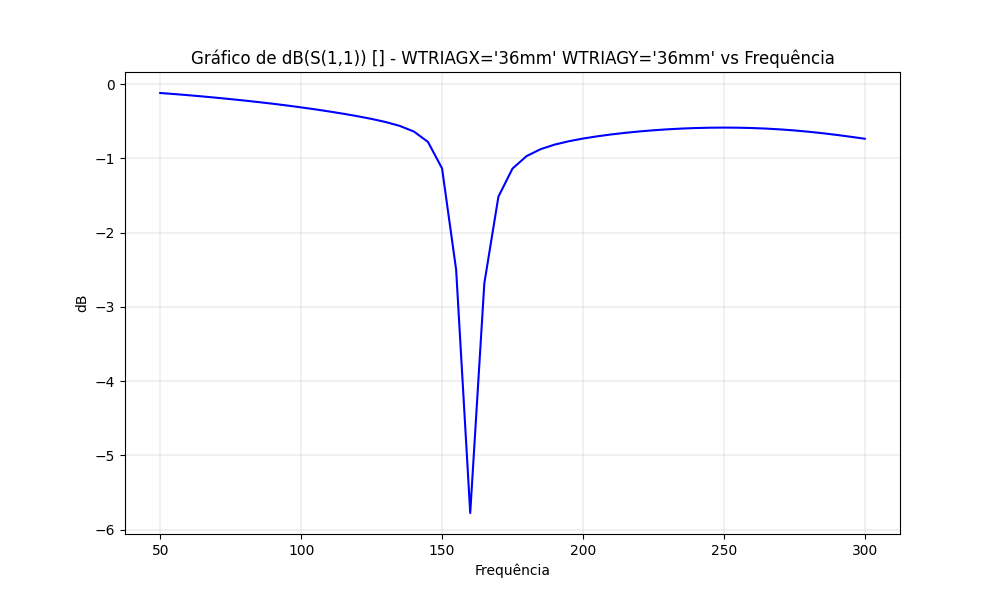 Gráfico de dB(S(1,1)) [] - WTRIAGX='36mm' WTRIAGY='36mm' vs Frequência
0
−1
−2
−3
−4
−5
−6
dB
50 100 150 200 250 300
Frequência